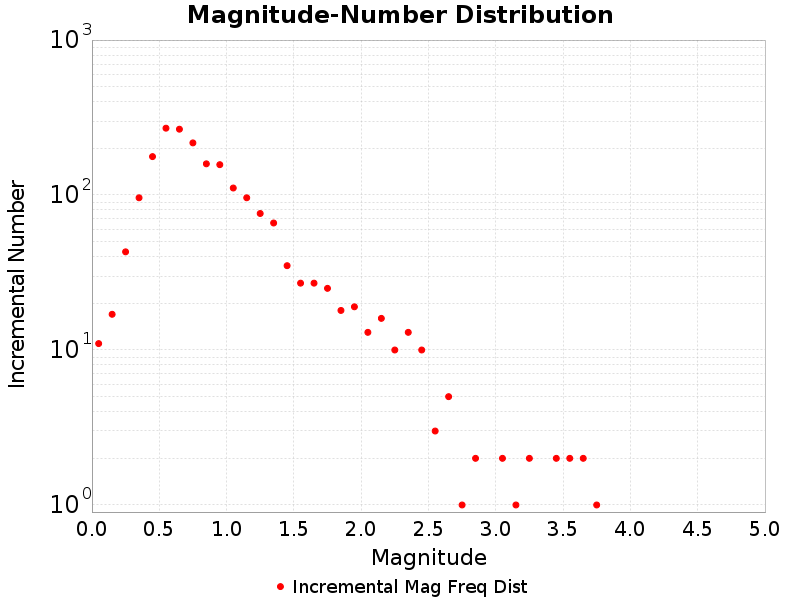 Magnitude-Number Distribution
10^3
10^2
10^1
10^0
Incremental Number
0.0 0.5 1.0 1.5 2.0 2.5 3.0 3.5 4.0 4.5 5.0
Magnitude
Incremental Mag Freq Dist